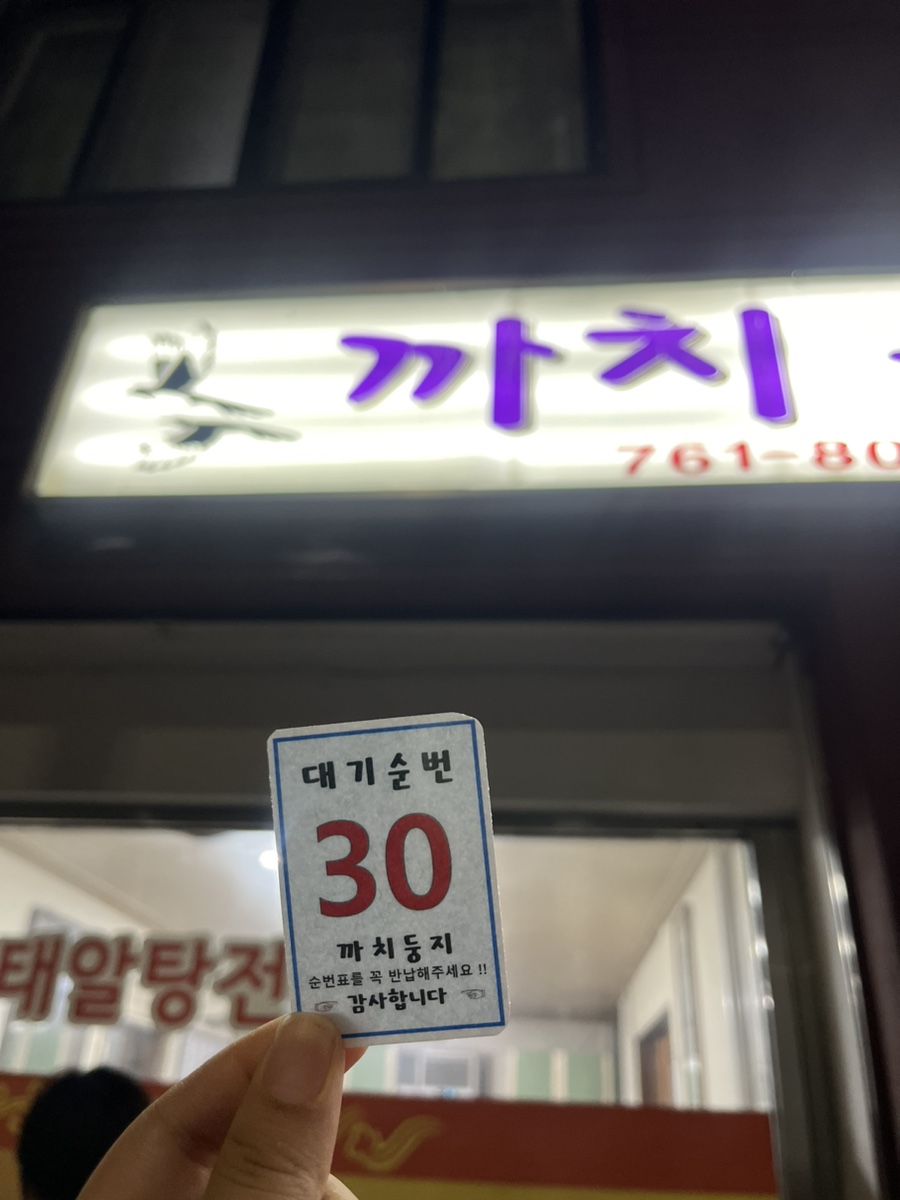 까치
761-80
대기순번
30
까치둥지
순번표를 꼭 반납해주세요 !!
☞ 감사합니다 ☜
태알탕전